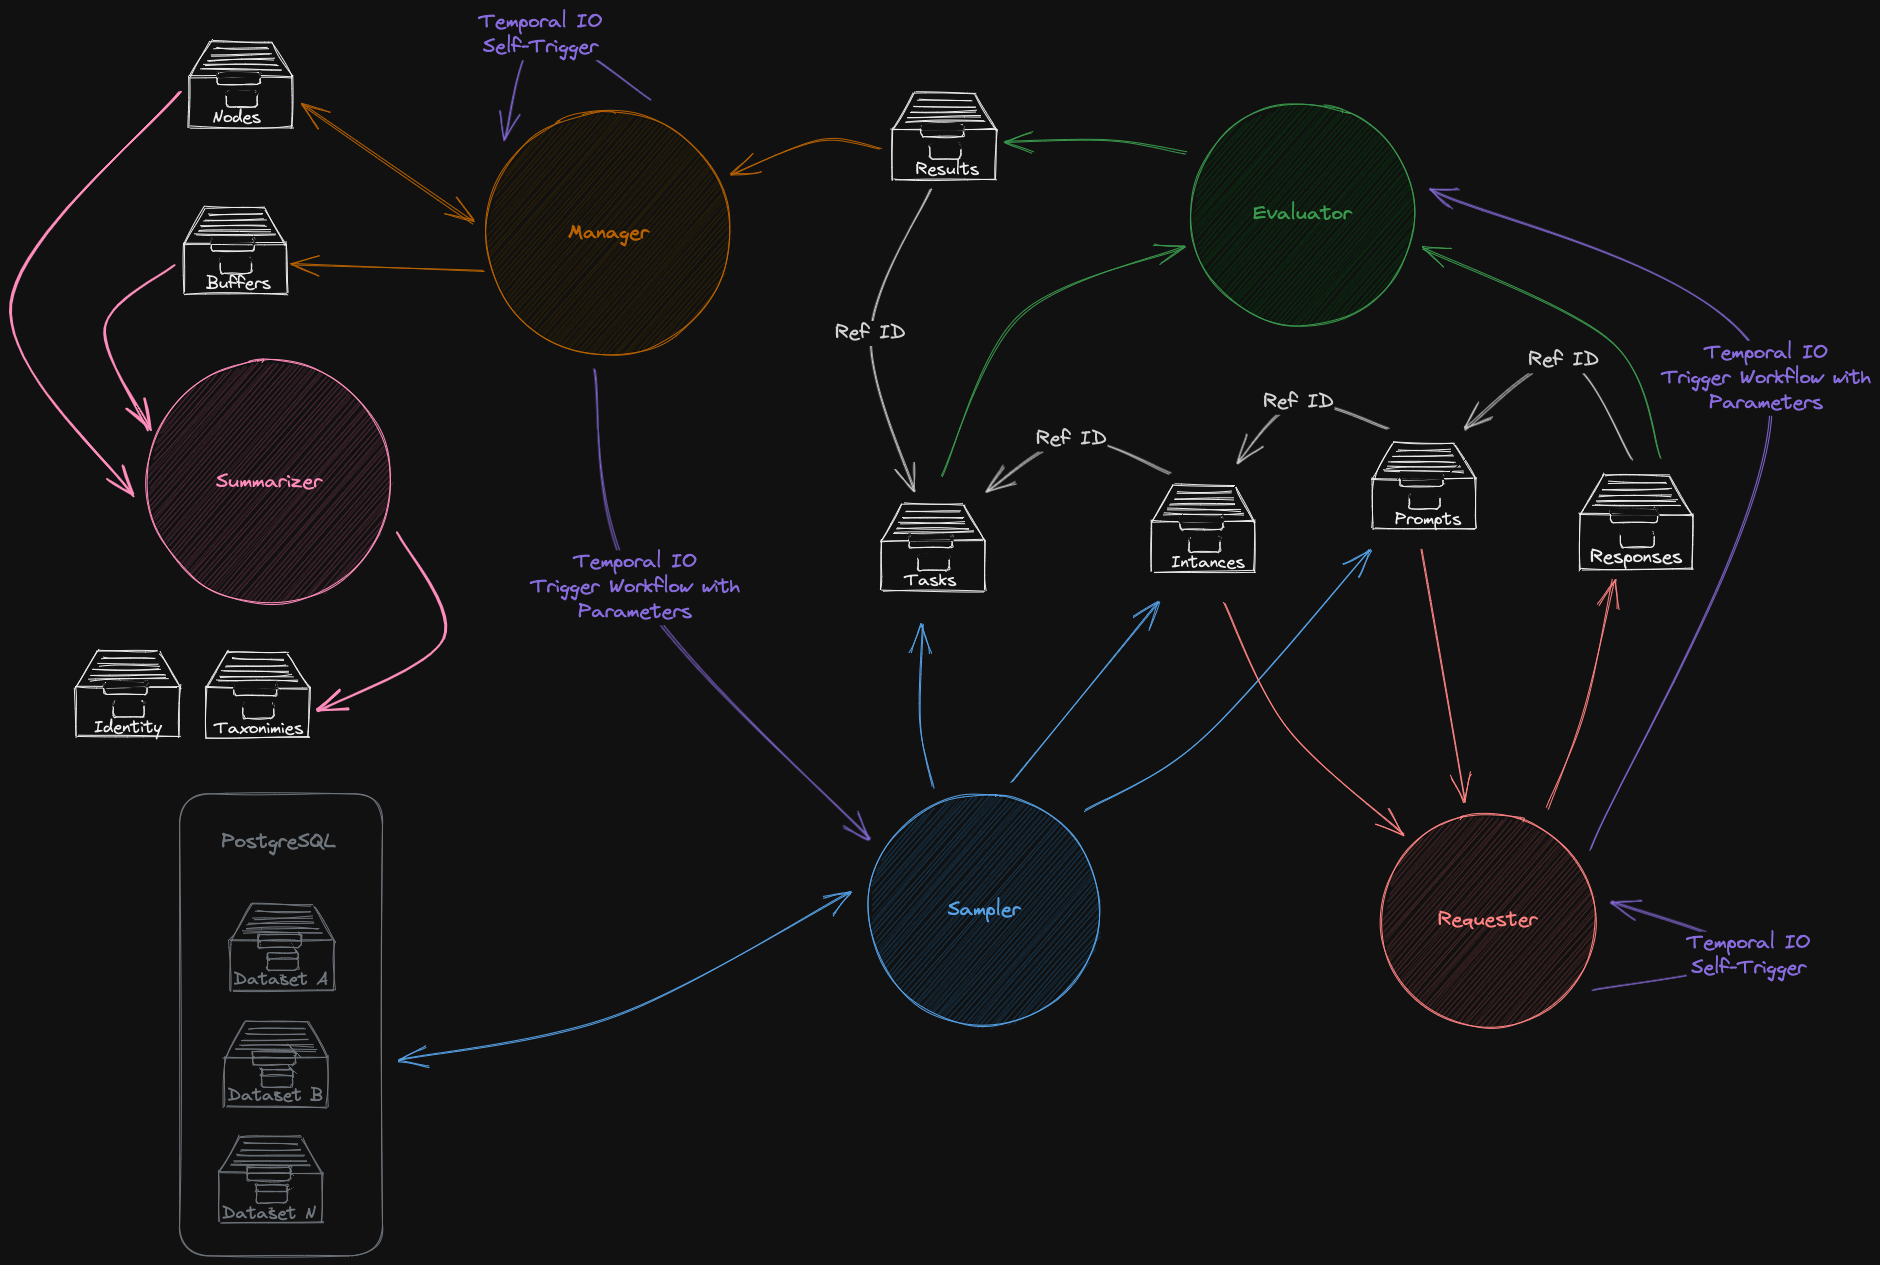 Temporal IO
Self-Trigger
Nodes
Results
Evaluator
Manager
Buffers
Ref ID
Temporal IO
Trigger Workflow with
Parameters
Ref ID
Ref ID
Ref ID
Summarizer
Prompts
Responses
Intances
Tasks
Temporal IO
Trigger Workflow with
Parameters
Identity
Taxonimies
PostgreSQL
Sampler
Requester
Temporal IO
Self-Trigger
Dataset A
Dataset B
Dataset N